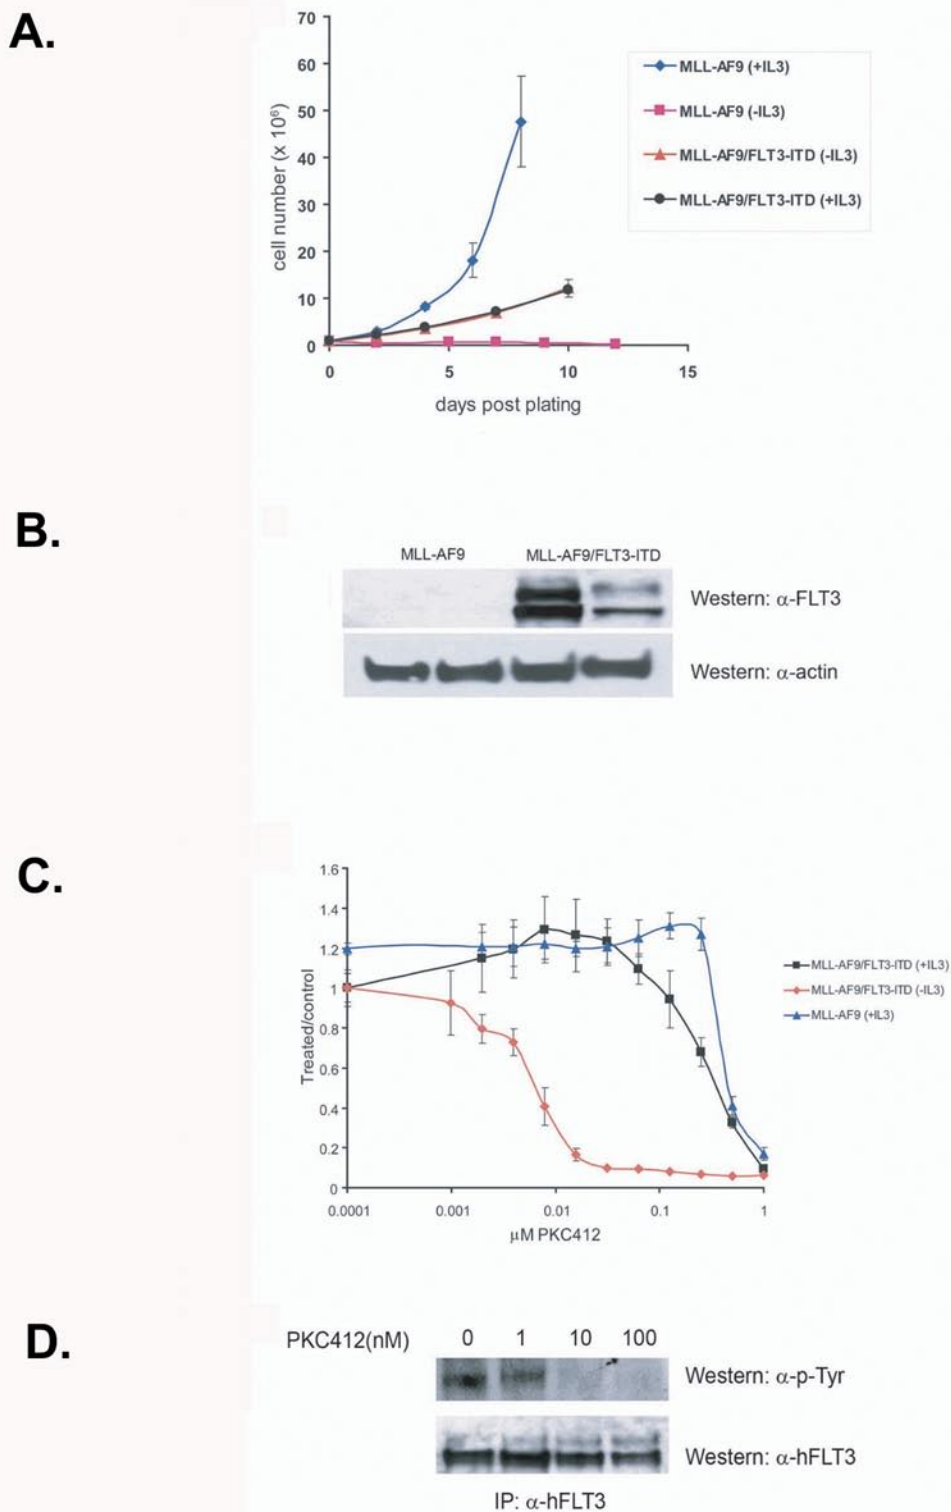 A.
70
60
50
40
30
20
10
0
cell number (x 10⁶)
0 5 10 15
days post plating
MLL-AF9 (+IL3)
MLL-AF9 (-IL3)
MLL-AF9/FLT3-ITD (-IL3)
MLL-AF9/FLT3-ITD (+IL3)
B.
MLL-AF9 MLL-AF9/FLT3-ITD
Western: α-FLT3
Western: α-actin
C.
1.6
1.4
1.2
1
0.8
0.6
0.4
0.2
0
Treated/control
0.0001 0.001 0.01 0.1 1
μM PKC412
MLL-AF9/FLT3-ITD (+IL3)
MLL-AF9/FLT3-ITD (-IL3)
MLL-AF9 (+IL3)
D.
PKC412(nM) 0 1 10 100
Western: α-p-Tyr
Western: α-hFLT3
IP: α-hFLT3